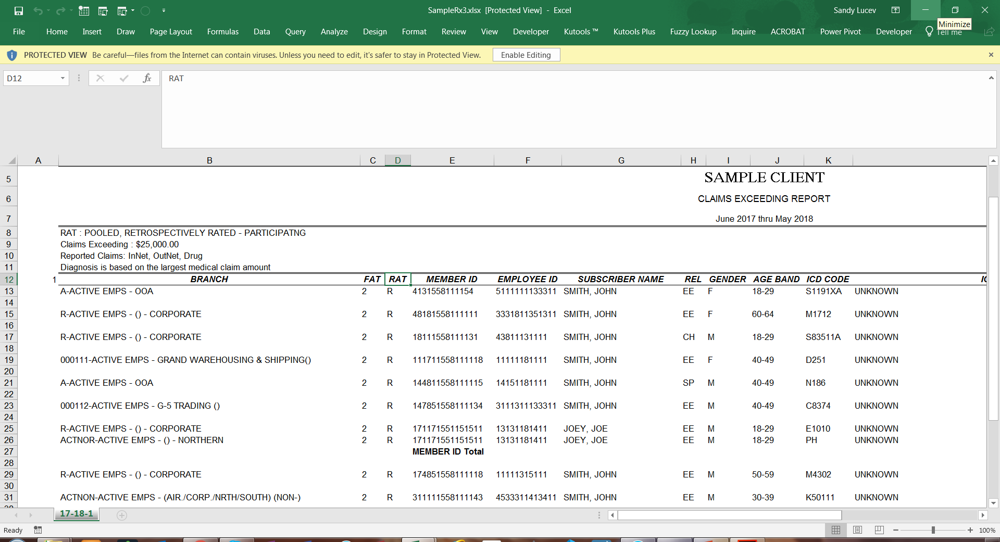 SampleRx3.xlsx [Protected View] - Excel
Sandy Lucev
Minimize
File Home Insert Draw Page Layout Formulas Data Query Analyze Design Format Review View Developer Kutools ™ Kutools Plus Fuzzy Lookup Inquire ACROBAT Power Pivot Developer Tell me
PROTECTED VIEW Be careful—files from the Internet can contain viruses. Unless you need to edit, it's safer to stay in Protected View. Enable Editing
D12 fx RAT
A B C D E F G H I J K
5 SAMPLE CLIENT
6 CLAIMS EXCEEDING REPORT
7 June 2017 thru May 2018
8 RAT : POOLED, RETROSPECTIVELY RATED - PARTICIPATNG
9 Claims Exceeding : $25,000.00
10 Reported Claims: InNet, OutNet, Drug
11 Diagnosis is based on the largest medical claim amount
12 1 BRANCH FAT RAT MEMBER ID EMPLOYEE ID SUBSCRIBER NAME REL GENDER AGE BAND ICD CODE
13 A-ACTIVE EMPS - OOA 2 R 4131558111154 5111111133311 SMITH, JOHN EE F 18-29 S1191XA UNKNOWN
14
15 R-ACTIVE EMPS - () - CORPORATE 2 R 48181558111111 3331811351311 SMITH, JOHN EE F 60-64 M1712 UNKNOWN
16
17 R-ACTIVE EMPS - () - CORPORATE 2 R 18111558111131 43811131111 SMITH, JOHN CH M 18-29 S83511A UNKNOWN
18
19 000111-ACTIVE EMPS - GRAND WAREHOUSING & SHIPPING() 2 R 111711558111118 11111181111 SMITH, JOHN EE F 40-49 D251 UNKNOWN
20
21 A-ACTIVE EMPS - OOA 2 R 144811558111115 14151181111 SMITH, JOHN SP M 40-49 N186 UNKNOWN
22
23 000112-ACTIVE EMPS - G-5 TRADING () 2 R 147851558111134 3111311133311 SMITH, JOHN EE M 40-49 C8374 UNKNOWN
24
25 R-ACTIVE EMPS - () - CORPORATE 2 R 171171551151511 13131181411 JOEY, JOE EE M 18-29 E1010 UNKNOWN
26 ACTNOR-ACTIVE EMPS - () - NORTHERN 2 R 171171551151511 13131181411 JOEY, JOE EE M 18-29 PH UNKNOWN
27 MEMBER ID Total
28
29 R-ACTIVE EMPS - () - CORPORATE 2 R 174851558111118 11111315111 SMITH, JOHN EE M 50-59 M4302 UNKNOWN
30
31 ACTNON-ACTIVE EMPS - (AIR./CORP./NRTH/SOUTH) (NON-) 2 R 311111558111143 4533311413411 SMITH, JOHN EE M 30-39 K50111 UNKNOWN
17-18-1
Ready 100%